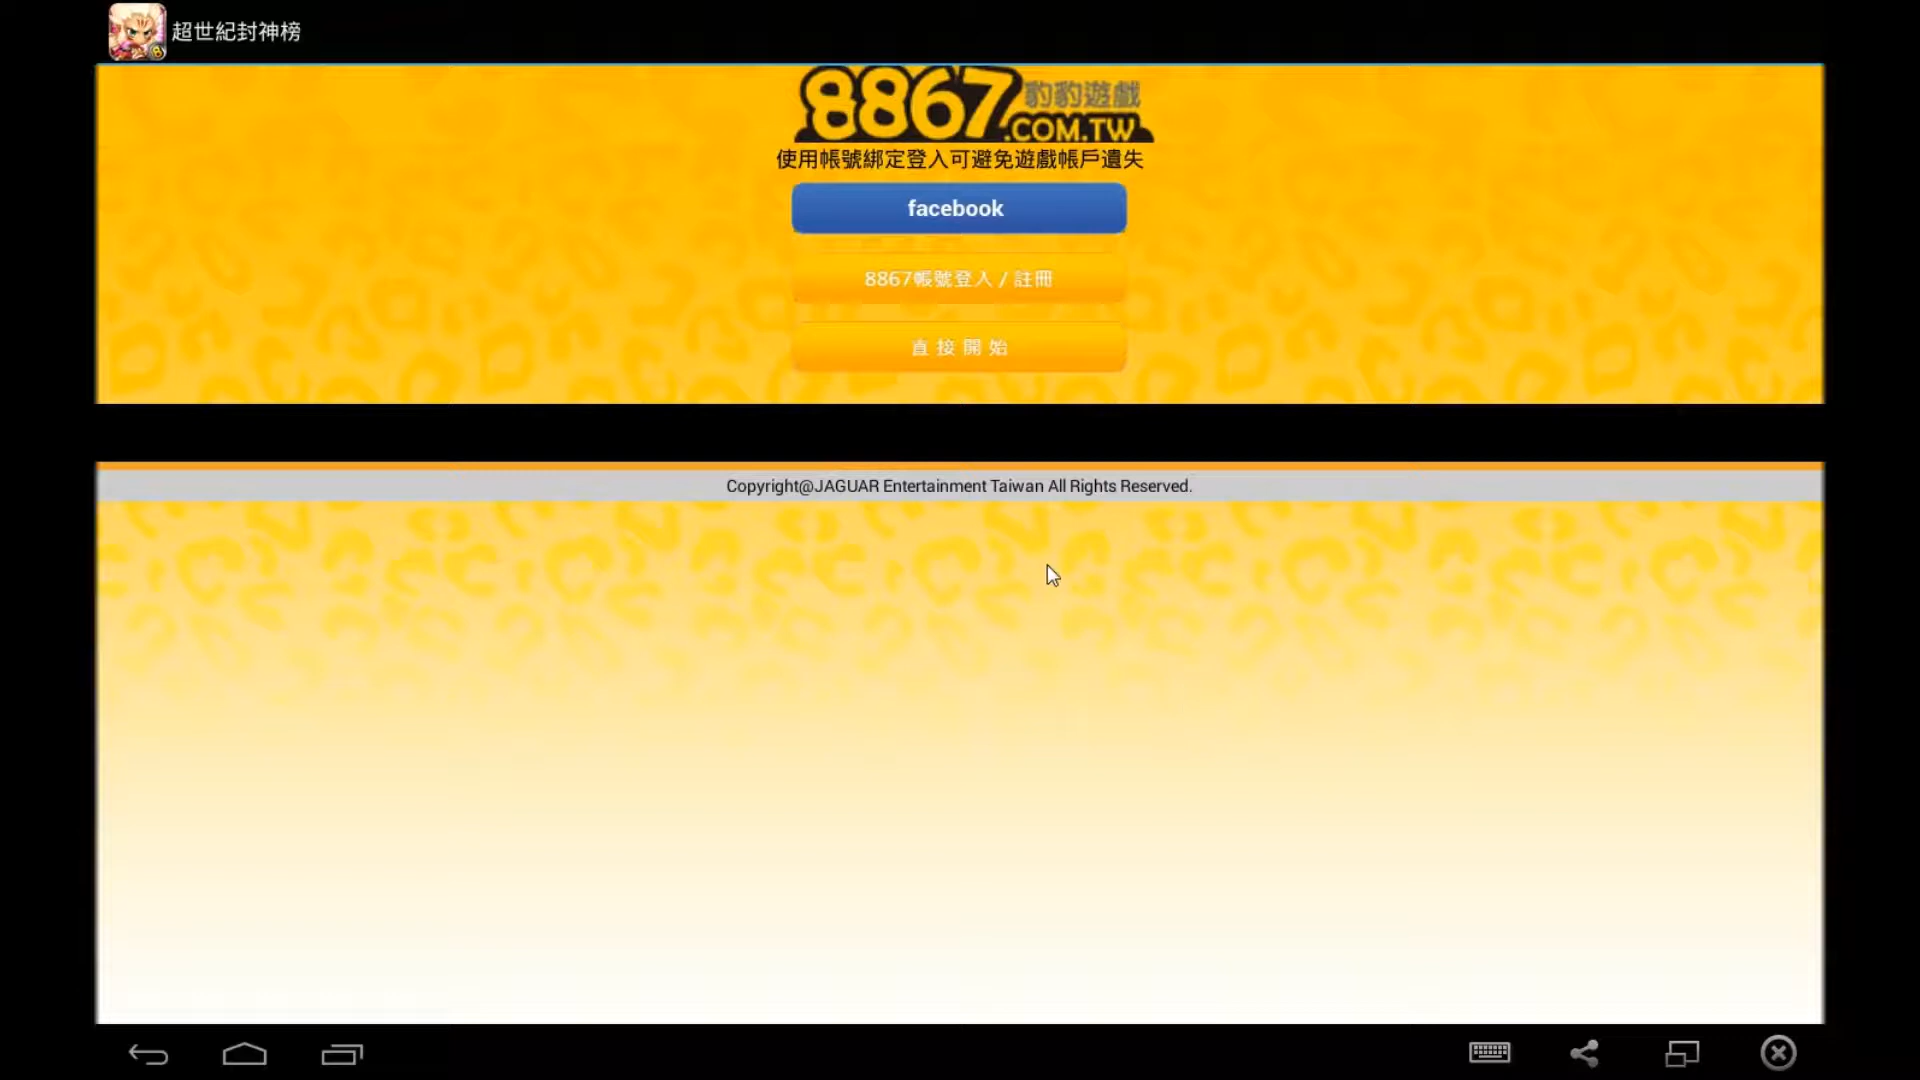 超世紀封神榜
8867豹豹遊戲
.COM.TW
使用帳號綁定登入可避免遊戲帳戶遺失
facebook
8867帳號登入 / 註冊
直接開始
Copyright@JAGUAR Entertainment Taiwan All Rights Reserved.